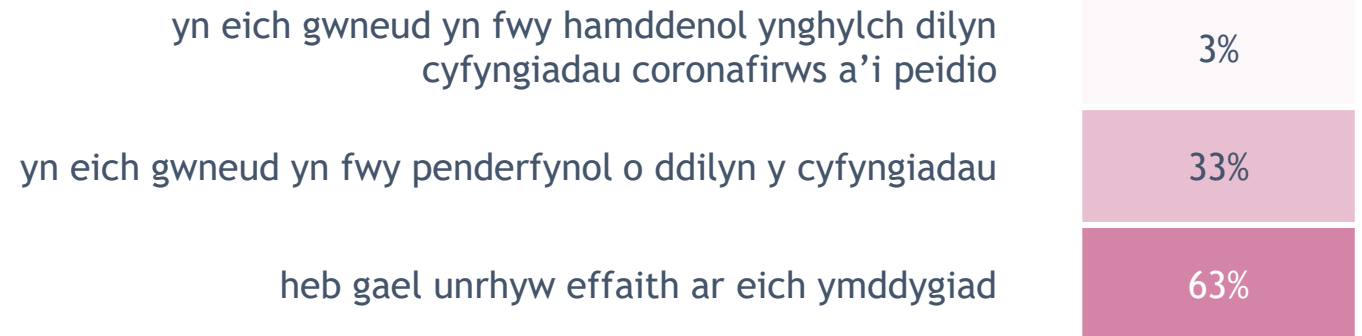 yn eich gwneud yn fwy hamddenol ynghylch dilyn
cyfyngiadau coronafirws a’i peidio
3%
yn eich gwneud yn fwy penderfynol o ddilyn y cyfyngiadau
33%
heb gael unrhyw effaith ar eich ymddygiad
63%